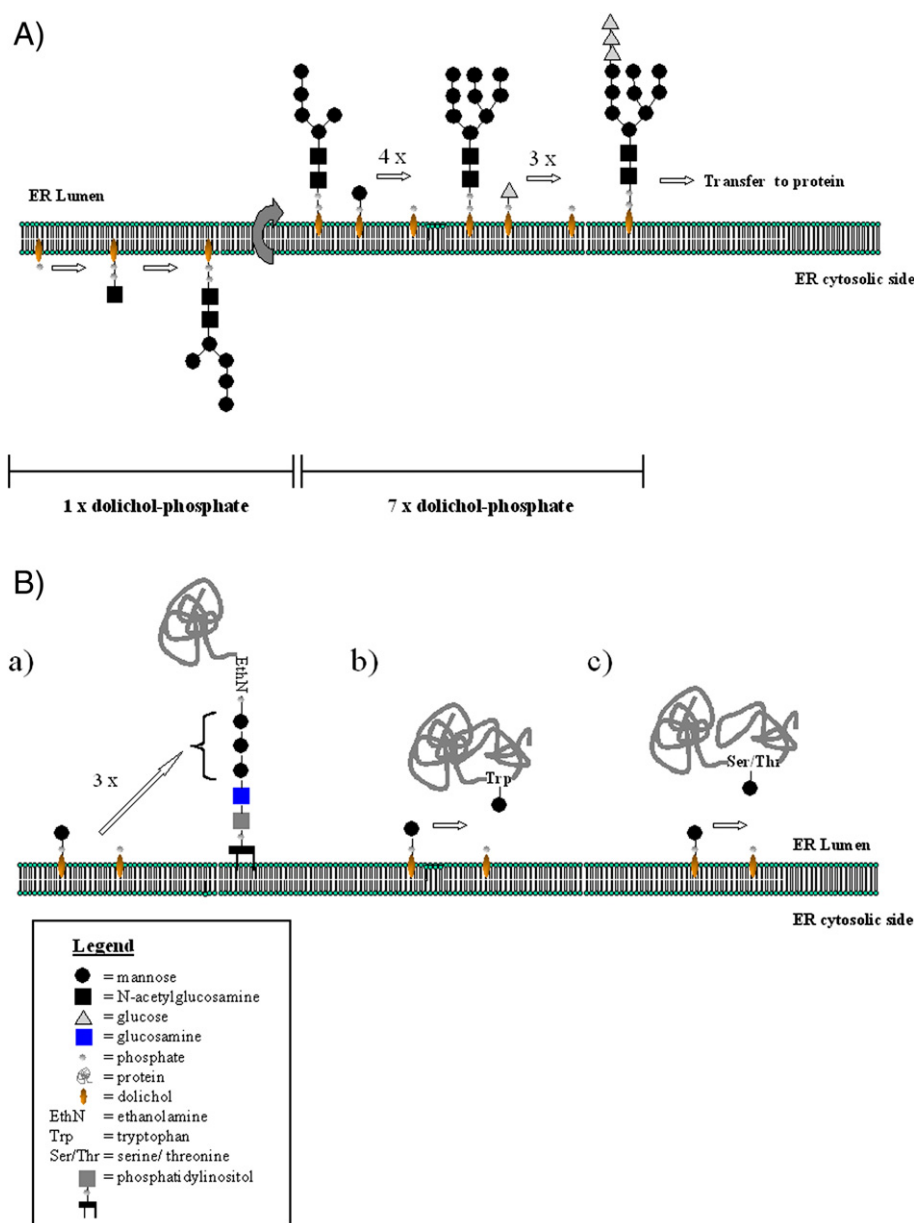 A)
4 x
3 x
ER Lumen
Transfer to protein
ER cytosolic side
1 x dolichol-phosphate
7 x dolichol-phosphate
B)
a)
b)
c)
EthN
3 x
Trp
Ser/Thr
ER Lumen
ER cytosolic side
Legend
= mannose
= N-acetylglucosamine
= glucose
= glucosamine
= phosphate
= protein
= dolichol
EthN = ethanolamine
Trp = tryptophan
Ser/Thr = serine/ threonine
= phosphatidylinositol